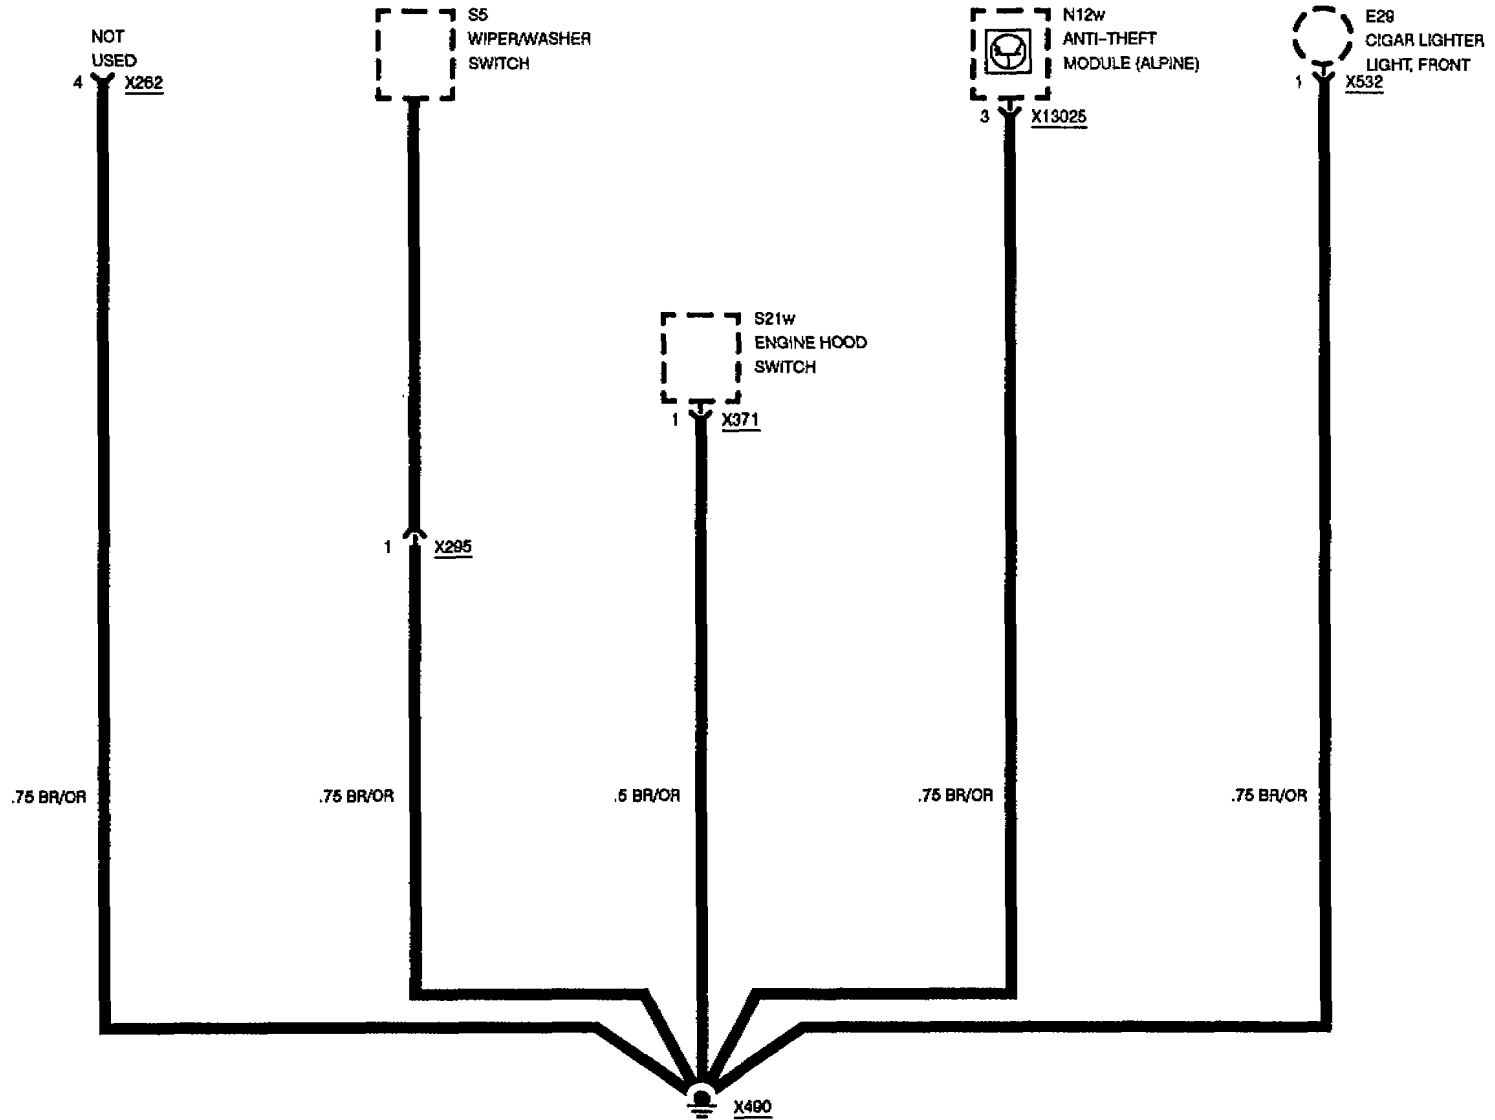 NOT
USED
4 X262
S5
WIPER/WASHER
SWITCH
N12w
ANTI-THEFT
MODULE (ALPINE)
3 X13025
E29
CIGAR LIGHTER
LIGHT, FRONT
1 X532
S21w
ENGINE HOOD
SWITCH
1 X371
1 X295
.75 BR/OR
.75 BR/OR
.5 BR/OR
.75 BR/OR
.75 BR/OR
X490